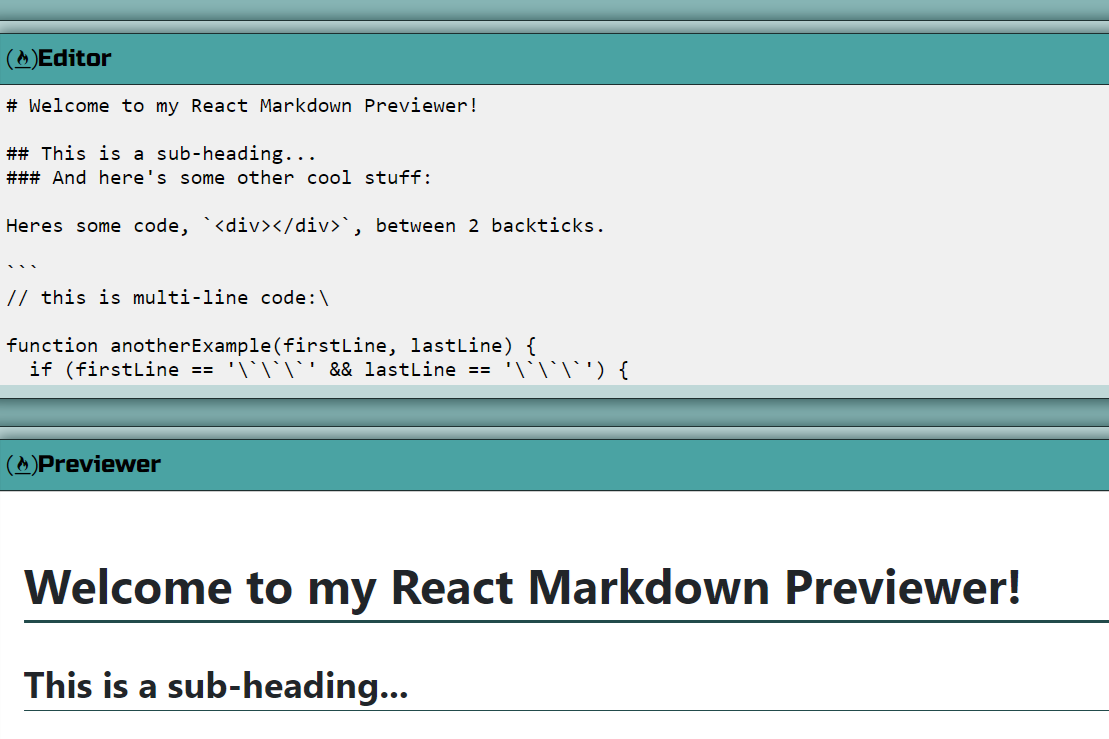 Editor
# Welcome to my React Markdown Previewer!
## This is a sub-heading...
### And here's some other cool stuff:
Heres some code, `<div></div>`, between 2 backticks.
```
// this is multi-line code:\
function anotherExample(firstLine, lastLine) {
  if (firstLine == '\`\`\`' && lastLine == '\`\`\`') {
Previewer
Welcome to my React Markdown Previewer!
This is a sub-heading...